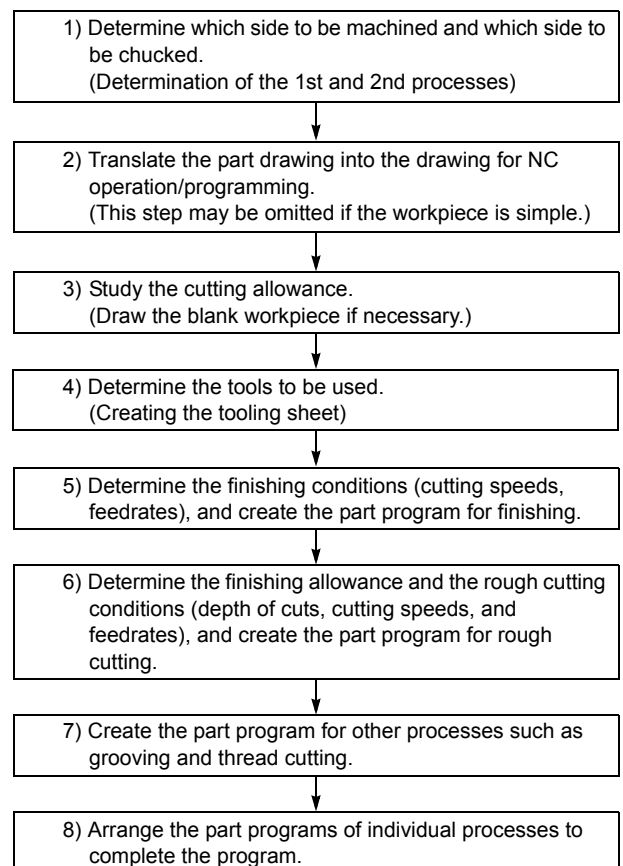 1) Determine which side to be machined and which side to
be chucked.
(Determination of the 1st and 2nd processes)
2) Translate the part drawing into the drawing for NC
operation/programming.
(This step may be omitted if the workpiece is simple.)
3) Study the cutting allowance.
(Draw the blank workpiece if necessary.)
4) Determine the tools to be used.
(Creating the tooling sheet)
5) Determine the finishing conditions (cutting speeds,
feedrates), and create the part program for finishing.
6) Determine the finishing allowance and the rough cutting
conditions (depth of cuts, cutting speeds, and
feedrates), and create the part program for rough
cutting.
7) Create the part program for other processes such as
grooving and thread cutting.
8) Arrange the part programs of individual processes to
complete the program.